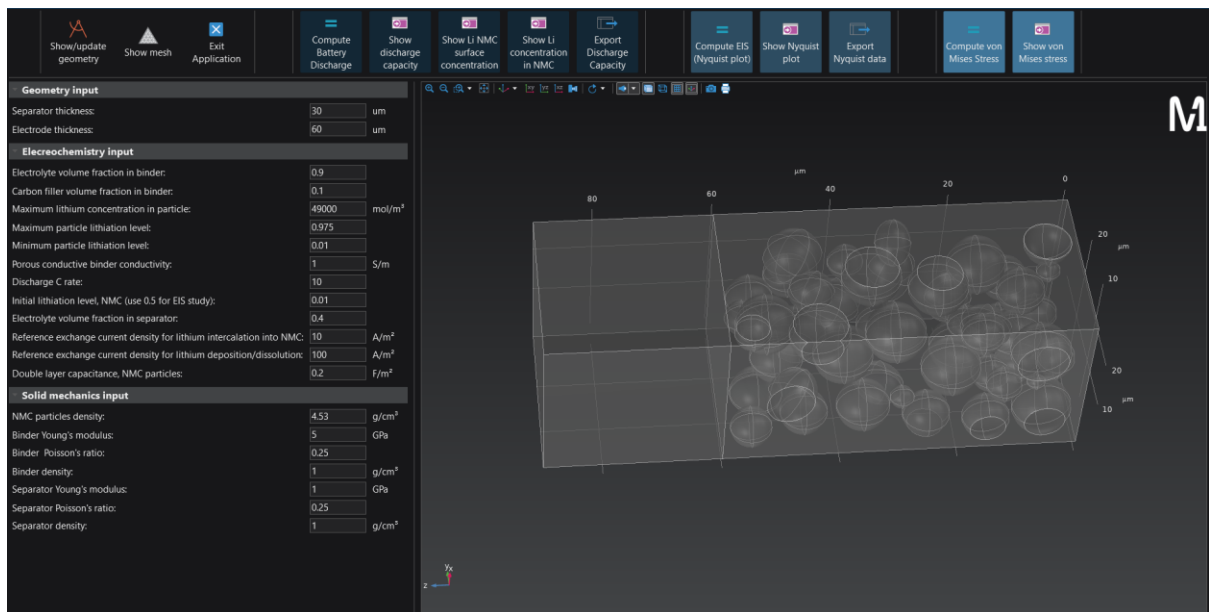 Show/update
geometry
Show mesh
Exit
Application
Compute
Battery
Discharge
Show
discharge
capacity
Show Li NMC
surface
concentration
Show Li
concentration
in NMC
Export
Discharge
Capacity
Compute EIS
(Nyquist plot)
Show Nyquist
plot
Export
Nyquist data
Compute von
Mises Stress
Show von
Mises stress
Geometry input
Separator thickness: 30 um
Electrode thickness: 60 um
Elecreochemistry input
Electrolyte volume fraction in binder: 0.9
Carbon filler volume fraction in binder: 0.1
Maximum lithium concentration in particle: 49000 mol/m³
Maximum particle lithiation level: 0.975
Minimum particle lithiation level: 0.01
Porous conductive binder conductivity: 1 S/m
Discharge C rate: 10
Initial lithiation level, NMC (use 0.5 for EIS study): 0.01
Electrolyte volume fraction in separator: 0.4
Reference exchange current density for lithium intercalation into NMC: 10 A/m²
Reference exchange current density for lithium deposition/dissolution: 100 A/m²
Double layer capacitance, NMC particles: 0.2 F/m²
Solid mechanics input
NMC particles density: 4.53 g/cm³
Binder Young's modulus: 5 GPa
Binder Poisson's ratio: 0.25
Binder density: 1 g/cm³
Separator Young's modulus: 1 GPa
Separator Poisson's ratio: 0.25
Separator density: 1 g/cm³
xy yz xz
M1
µm
80 60 40 20 0
20
µm
10
20
µm
10
y x
z